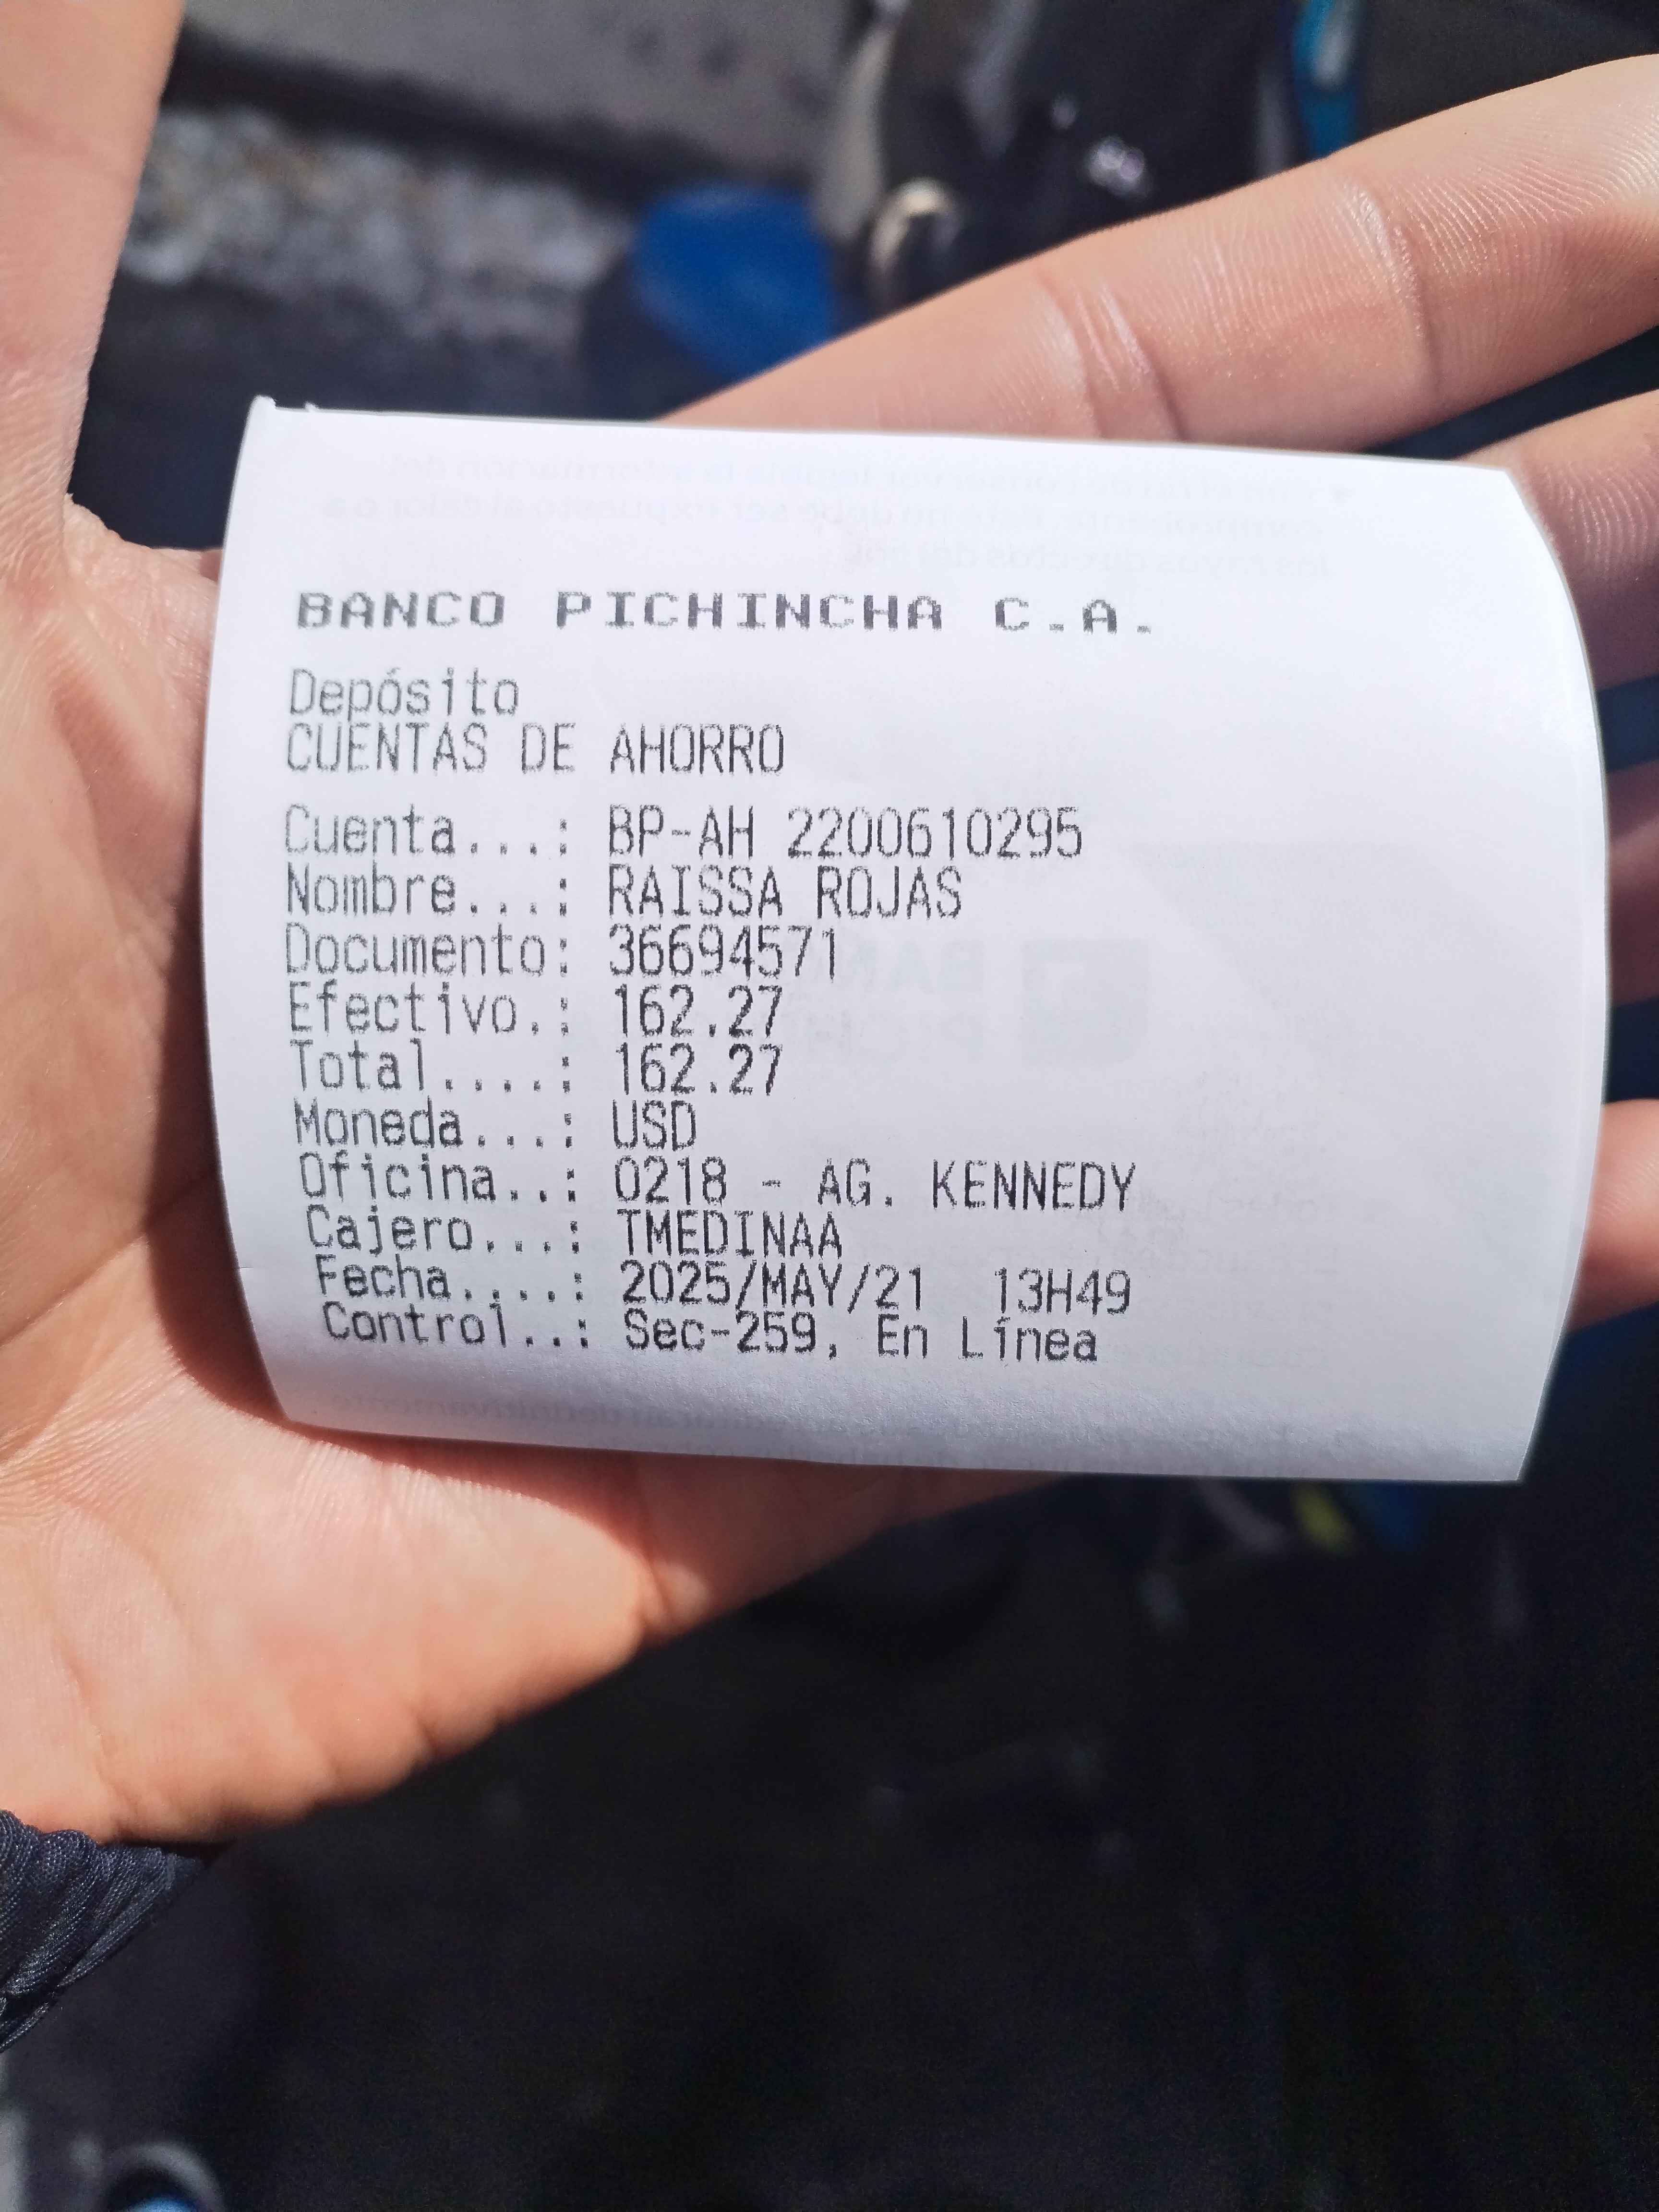 BANCO PICHINCHA C.A.
Depósito
CUENTAS DE AHORRO
Cuenta...: BP-AH 2200610295
Nombre...: RAISSA ROJAS
Documento: 36694571
Efectivo.: 162.27
Total....: 162.27
Moneda...: USD
Oficina..: 0218 - AG. KENNEDY
Cajero...: TMEDINAA
Fecha....: 2025/MAY/21 13H49
Control..: Sec-259, En Línea